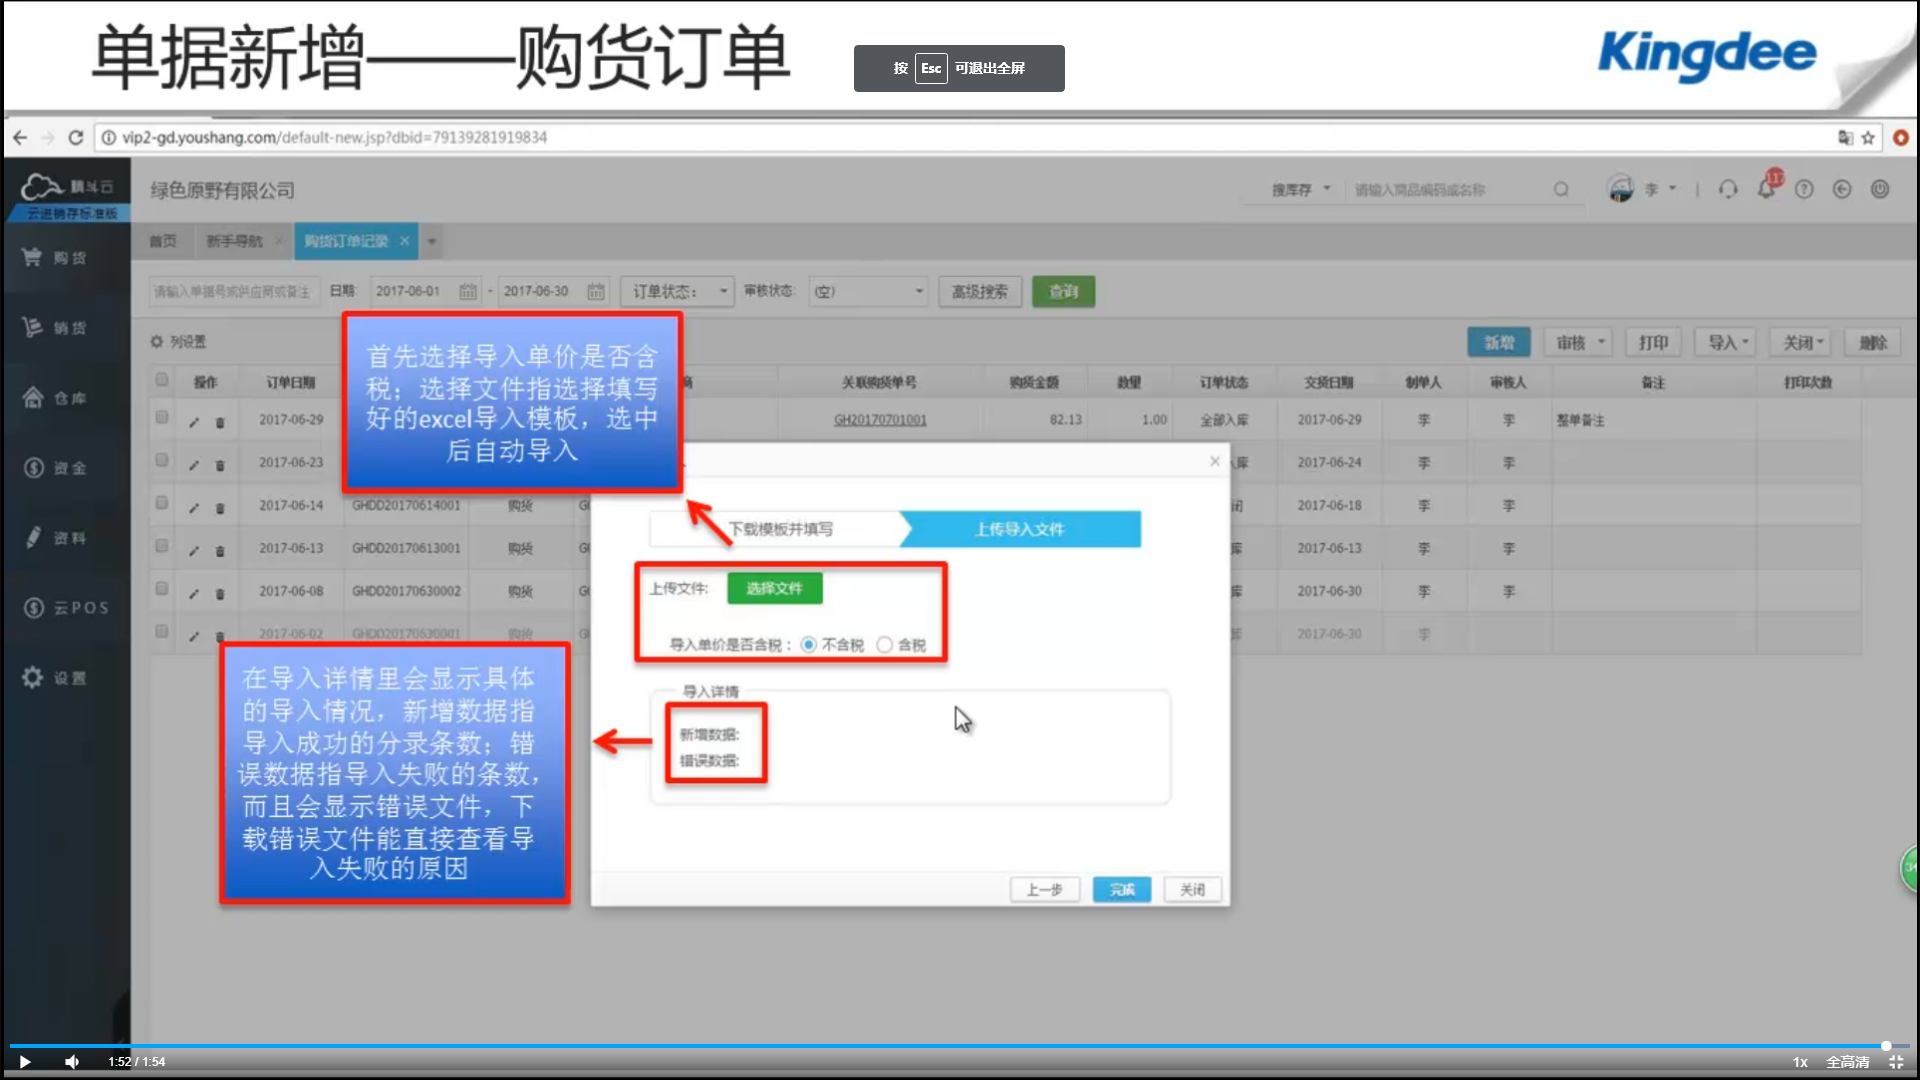 单据新增——购货订单
按 Esc 可退出全屏
Kingdee
vip2-gd.youshang.com/default-new.jsp?dbid=79139281919834
精斗云
云进销存标准版
绿色原野有限公司
搜库存
请输入商品编码或名称
李
首页
新手导航
购货订单记录
购货
销货
仓库
资金
资料
云POS
设置
请输入单据号或供应商或备注
日期:
2017-06-01 - 2017-06-30
订单状态:
审核状态:
(空)
高级搜索
查询
列设置
新增
审核
打印
导入
关闭
删除
操作 订单日期 商 关联购货单号 购货金额 数量 订单状态 交货日期 制单人 审核人 备注 打印次数
2017-06-29 GH20170701001 82.13 1.00 全部入库 2017-06-29 李 李 整单备注
2017-06-23 入库 2017-06-24 李 李
2017-06-14 GHDD20170614001 购货 2017-06-18 李 李
2017-06-13 GHDD20170613001 购货 库 2017-06-13 李 李
2017-06-08 GHDD20170630002 购货 库 2017-06-30 李 李
2017-06-02 GHDD20170630001 购货 2017-06-30 李
首先选择导入单价是否含
税；选择文件指选择填写
好的excel导入模板，选中
后自动导入
下载模板并填写
上传导入文件
上传文件:
选择文件
导入单价是否含税： 不含税 含税
导入详情
新增数据:
错误数据:
上一步
完成
关闭
在导入详情里会显示具体
的导入情况，新增数据指
导入成功的分录条数；错
误数据指导入失败的条数，
而且会显示错误文件，下
载错误文件能直接查看导
入失败的原因
1:52 / 1:54
1x
全高清